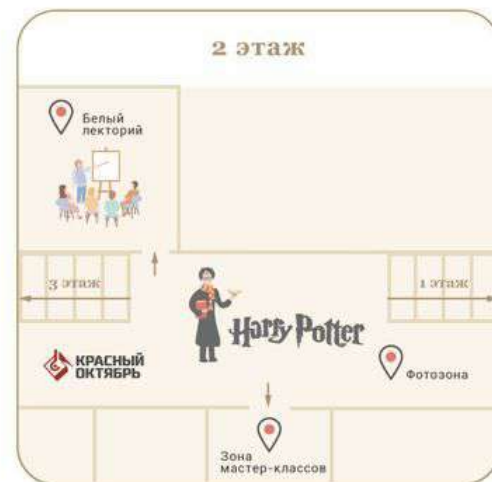 2 этаж
Белый
лекторий
3 этаж
1 этаж
Harry Potter
КРАСНЫЙ
ОКТЯБРЬ
Фотозона
Зона
мастер-классов